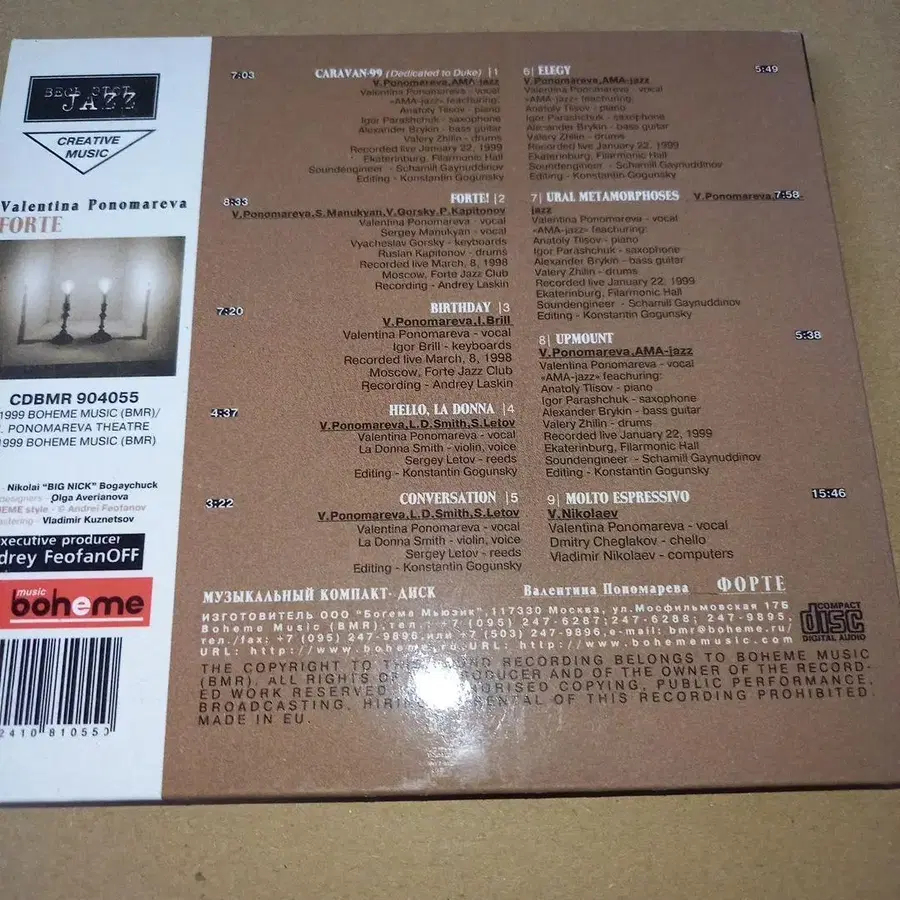 ВЕСЬ ЭТОТ
JAZZ
CREATIVE
MUSIC
Valentina Ponomareva
FORTE
CDBMR 904055
1999 BOHEME MUSIC (BMR)/
. PONOMAREVA THEATRE
1999 BOHEME MUSIC (BMR)
- Nikolai "BIG NICK" Bogaychuck
designers - Olga Averianova
HEME style - © Andrei Feofanov
stering - Vladimir Kuznetsov
executive producer
drey FeofanOFF
music
boheme
2410 810550
7:03 CARAVAN-99 (Dedicated to Duke) |1
V.Ponomareva,AMA-jazz
Valentina Ponomareva - vocal
«AMA-jazz» feachuring:
Anatoly Tlisov - piano
Igor Parashchuk - saxophone
Alexander Brykin - bass guitar
Valery Zhilin - drums
Recorded live January 22, 1999
Ekaterinburg, Filarmonic Hall
Soundengineer - Schamill Gaynuddinov
Editing - Konstantin Gogunsky
8:33 FORTE! |2
V.Ponomareva,S.Manukyan,V.Gorsky,P.Kapitonov
Valentina Ponomareva - vocal
Sergey Manukyan - vocal
Vyacheslav Gorsky - keyboards
Ruslan Kapitonov - drums
Recorded live March, 8, 1998
Moscow, Forte Jazz Club
Recording - Andrey Laskin
7:20 BIRTHDAY |3
V.Ponomareva,I.Brill
Valentina Ponomareva - vocal
Igor Brill - keyboards
Recorded live March, 8, 1998
Moscow, Forte Jazz Club
Recording - Andrey Laskin
4:37 HELLO, LA DONNA |4
V.Ponomareva,L.D.Smith,S.Letov
Valentina Ponomareva - vocal
La Donna Smith - violin, voice
Sergey Letov - reeds
Editing - Konstantin Gogunsky
3:22 CONVERSATION |5
V.Ponomareva,L.D.Smith,S.Letov
Valentina Ponomareva - vocal
La Donna Smith - violin, voice
Sergey Letov - reeds
Editing - Konstantin Gogunsky
6| ELEGY 5:49
V.Ponomareva,AMA-jazz
Valentina Ponomareva - vocal
«AMA-jazz» feachuring:
Anatoly Tlisov - piano
Igor Parashchuk - saxophone
Alexander Brykin - bass guitar
Valery Zhilin - drums
Recorded live January 22, 1999
Ekaterinburg, Filarmonic Hall
Soundengineer - Schamill Gaynuddinov
Editing - Konstantin Gogunsky
7| URAL METAMORPHOSES V.Ponomareva, 7:58
jazz
Valentina Ponomareva - vocal
«AMA-jazz» feachuring:
Anatoly Tlisov - piano
Igor Parashchuk - saxophone
Alexander Brykin - bass guitar
Valery Zhilin - drums
Recorded live January 22, 1999
Ekaterinburg, Filarmonic Hall
Soundengineer - Schamill Gaynuddinov
Editing - Konstantin Gogunsky
8| UPMOUNT 5:38
V.Ponomareva,AMA-jazz
Valentina Ponomareva - vocal
«AMA-jazz» feachuring:
Anatoly Tlisov - piano
Igor Parashchuk - saxophone
Alexander Brykin - bass guitar
Valery Zhilin - drums
Recorded live January 22, 1999
Ekaterinburg, Filarmonic Hall
Soundengineer - Schamill Gaynuddinov
Editing - Konstantin Gogunsky
9| MOLTO ESPRESSIVO 15:46
V.Nikolaev
Valentina Ponomareva - vocal
Dmitry Cheglakov - chello
Vladimir Nikolaev - computers
МУЗЫКАЛЬНЫЙ КОМПАКТ-ДИСК Валентина Пономарева ФОРТЕ
ИЗГОТОВИТЕЛЬ ООО "Богема Мьюзик",117330 Москва, ул.Мосфильмовская 17Б
Boheme Music (BMR),тел.: +7 (095) 247-6287;247-6288; 247-9895,
тел./fax: +7 (095) 247-9896,или +7 (503) 247-9896,e-mail: bmr@boheme.ru/
URL: http://www.boheme.ru,URL: http://www.boheme
COMPACT
disc
DIGITAL AUDIO
THE COPYRIGHT TO THIS SOUND RECORDING BELONGS TO BOHEME MUSIC
(BMR). ALL RIGHTS OF PRODUCER AND OF THE OWNER OF THE RECORD-
ED WORK RESERVED COPYING, PUBLIC PERFORMANCE,
BROADCASTING, HIRING RENTAL OF THIS RECORDING PROHIBITED.
MADE IN EU.